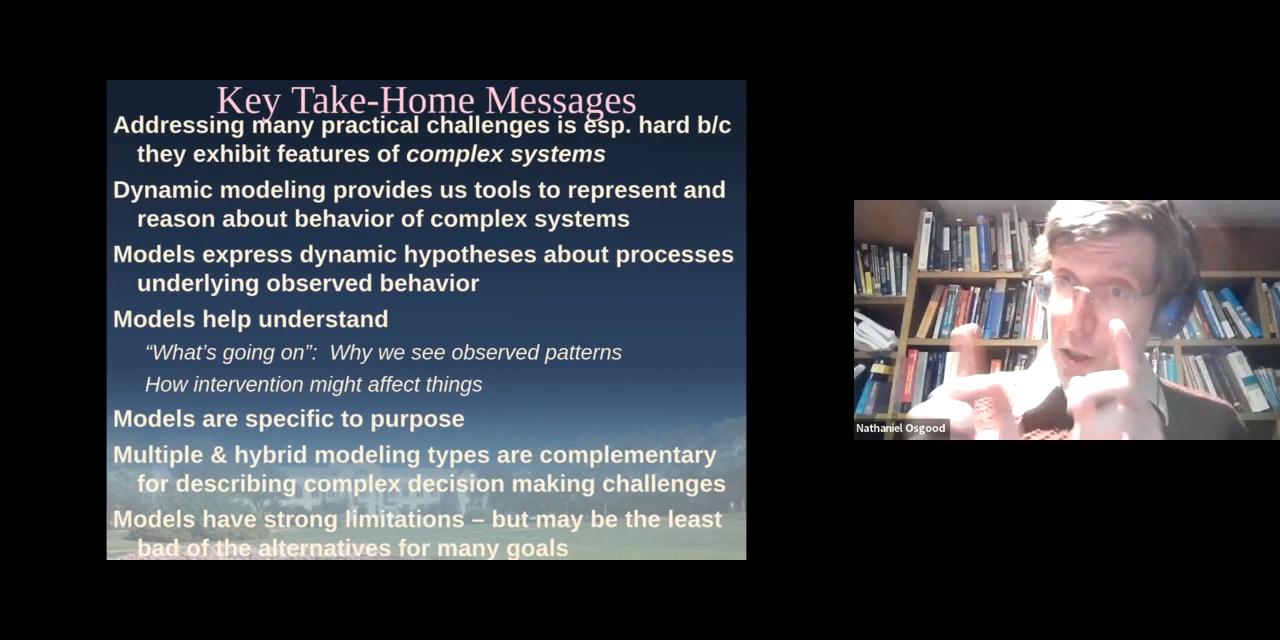 Key Take-Home Messages
Addressing many practical challenges is esp. hard b/c
they exhibit features of complex systems
Dynamic modeling provides us tools to represent and
reason about behavior of complex systems
Models express dynamic hypotheses about processes
underlying observed behavior
Models help understand
“What’s going on”:  Why we see observed patterns
How intervention might affect things
Models are specific to purpose
Multiple & hybrid modeling types are complementary
for describing complex decision making challenges
Models have strong limitations – but may be the least
bad of the alternatives for many goals
Nathaniel Osgood